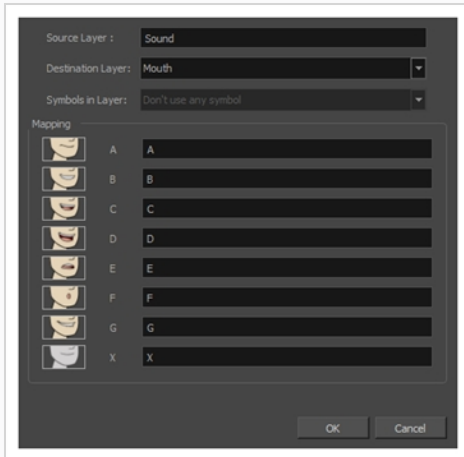 Source Layer : Sound
Destination Layer: Mouth
Symbols in Layer: Don't use any symbol
Mapping
A A
B B
C C
D D
E E
F F
G G
X X
OK Cancel